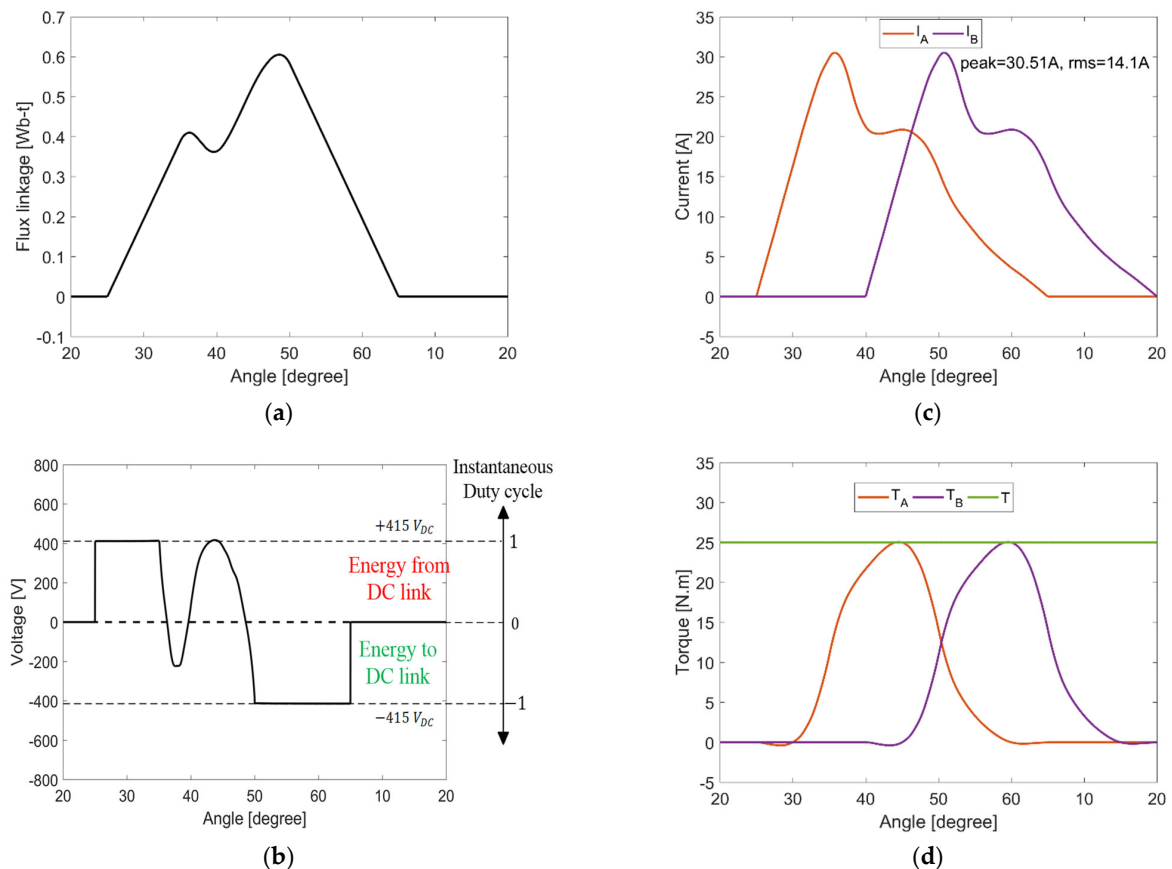 0.7
0.6
0.5
0.4
0.3
0.2
0.1
0
-0.1
Flux linkage [Wb-t]
20 30 40 50 60 10 20
Angle [degree]
(a)
35
30
25
20
15
10
5
0
-5
Current [A]
I_A I_B
peak=30.51A, rms=14.1A
20 30 40 50 60 10 20
Angle [degree]
(c)
800
600
400
200
0
-200
-400
-600
-800
Voltage [V]
Instantaneous
Duty cycle
+415 V_DC
1
Energy from
DC link
0
Energy to
DC link
−1
−415 V_DC
20 30 40 50 60 10 20
Angle [degree]
(b)
35
30
25
20
15
10
5
0
-5
Torque [N.m]
T_A T_B T
20 30 40 50 60 10 20
Angle [degree]
(d)